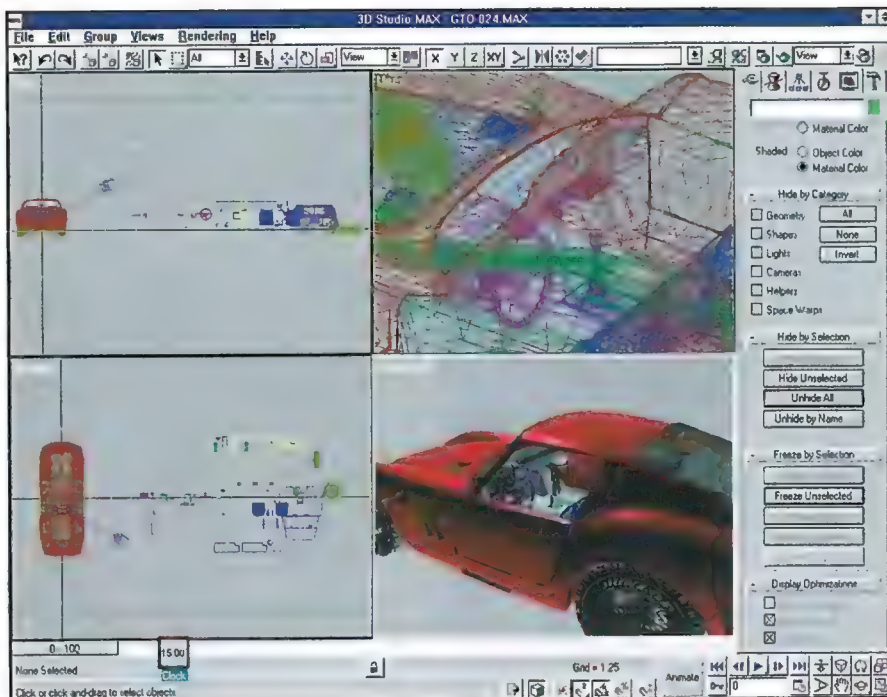 3D Studio MAX - GTO-024.MAX
File Edit Group Views Rendering Help
All
View
X Y Z XY
View
Material Color
Shaded
Object Color
Material Color
Hide by Category
Geometry
All
Shapes
None
Lights
Invert
Cameras
Helpers
Space Warps
Hide by Selection
Hide Unselected
Unhide All
Unhide by Name
Freeze by Selection
Freeze Unselected
Display Optimizations
0 - 100
15:00
Clock
None Selected
Grid = 1.25
Animate
0
Click or click-and-drag to select objects